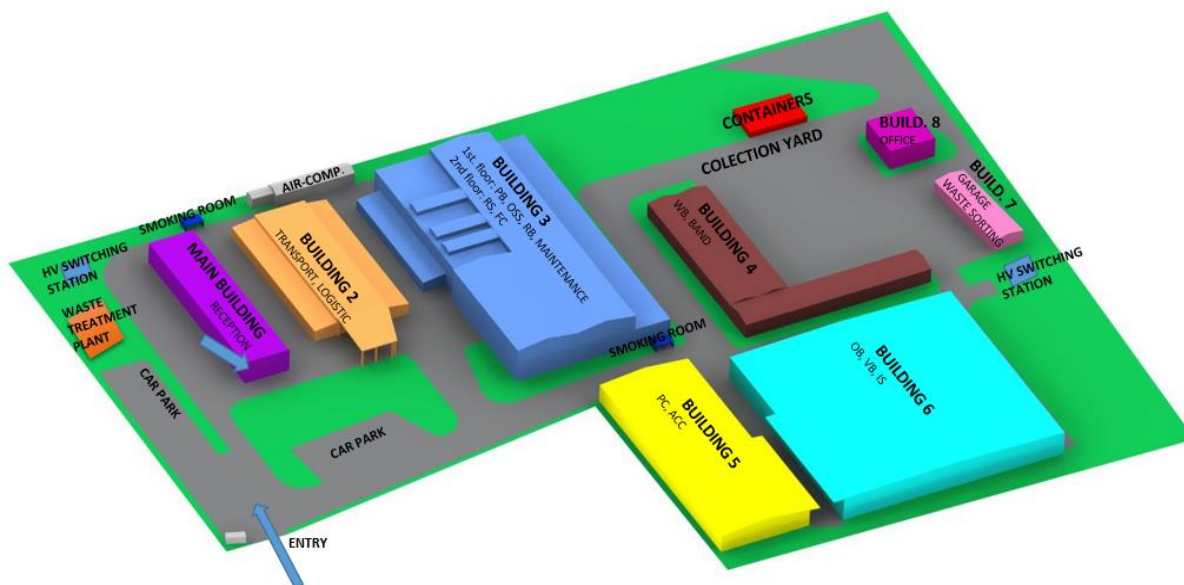 CONTAINERS
BUILD. 8
OFFICE
COLECTION YARD
BUILD. 7
GARAGE
WASTE SORTING
AIR-COMP.
BUILDING 3
1st. floor: PB, OSS, RB, MAINTENANCE
2nd floor: RS, FC
SMOKING ROOM
HV SWITCHING
STATION
MAIN BUILDING
RECEPTION
BUILDING 2
TRANSPORT, LOGISTIC
BUILDING 4
WB, BAND
HV SWITCHING
STATION
WASTE
TREATMENT
PLANT
SMOKING ROOM
BUILDING 6
OB, VB, IS
CAR PARK
BUILDING 5
PC, ACC
CAR PARK
ENTRY